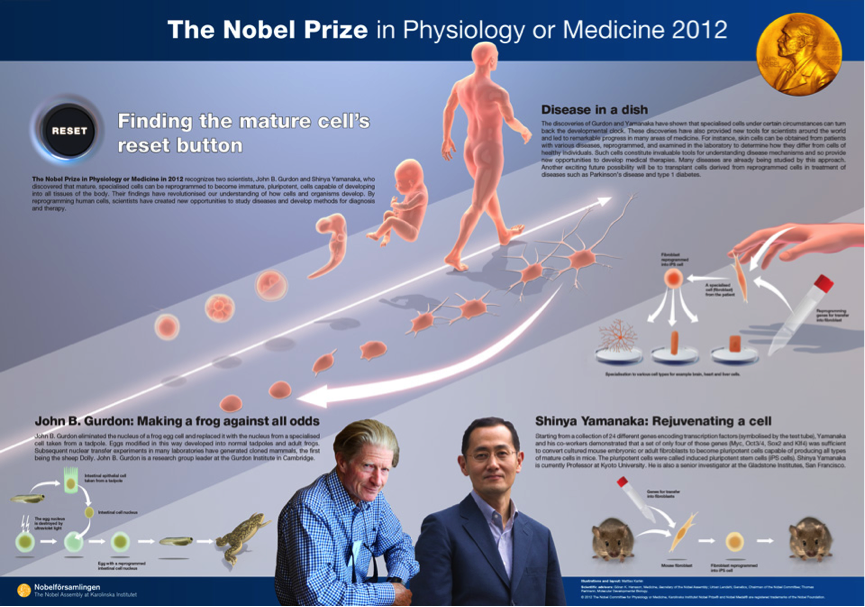 The Nobel Prize in Physiology or Medicine 2012
RESET
Finding the mature cell's
reset button
The Nobel Prize in Physiology or Medicine in 2012 recognizes two scientists, John B. Gurdon and Shinya Yamanaka, who
discovered that mature, specialised cells can be reprogrammed to become immature, pluripotent, cells capable of developing
into all tissues of the body. Their findings have revolutionised our understanding of how cells and organisms develop. By
reprogramming human cells, scientists have created new opportunities to study diseases and develop methods for diagnosis
and therapy.
Disease in a dish
The discoveries of Gurdon and Yamanaka have shown that specialised cells under certain circumstances can turn
back the developmental clock. These discoveries have also provided new tools for scientists around the world
and led to remarkable progress in many areas of medicine. For instance, skin cells can be obtained from patients
with various diseases, reprogrammed, and examined in the laboratory to determine how they differ from cells of
healthy individuals. Such cells constitute invaluable tools for understanding disease mechanisms and so provide
new opportunities to develop medical therapies. Many diseases are already being studied by this approach.
Another exciting future possibility will be to transplant cells derived from reprogrammed cells in treatment of
diseases such as Parkinson's disease and type 1 diabetes.
Fibroblast
reprogrammed
into iPS cell
A specialised
cell (fibroblast)
from the patient
Reprogramming
genes for transfer
into fibroblast
Specialisation to various cell types for example brain, heart and liver cells.
John B. Gurdon: Making a frog against all odds
John B. Gurdon eliminated the nucleus of a frog egg cell and replaced it with the nucleus from a specialised
cell taken from a tadpole. Eggs modified in this way developed into normal tadpoles and adult frogs.
Subsequent nuclear transfer experiments in many laboratories have generated cloned mammals, the first
being the sheep Dolly. John B. Gurdon is a research group leader at the Gurdon Institute in Cambridge.
Intestinal epithelial cell
taken from a tadpole
Intestinal cell nucleus
The egg nucleus
is destroyed by
ultraviolet light
Egg with a reprogrammed
intestinal cell nucleus
Shinya Yamanaka: Rejuvenating a cell
Starting from a collection of 24 different genes encoding transcription factors (symbolised by the test tube), Yamanaka
and his co-workers demonstrated that a set of only four of those genes (Myc, Oct3/4, Sox2 and Klf4) was sufficient
to convert cultured mouse embryonic or adult fibroblasts to become pluripotent cells capable of producing all types
of mature cells in mice. The pluripotent cells were called induced pluripotent stem cells (iPS cells). Shinya Yamanaka
is currently Professor at Kyoto University. He is also a senior investigator at the Gladstone Institutes, San Francisco.
Genes for transfer
into fibroblasts
Mouse fibroblast
Fibroblast reprogrammed
into iPS cell
Nobelförsamlingen
The Nobel Assembly at Karolinska Institutet
Illustrations and layout: